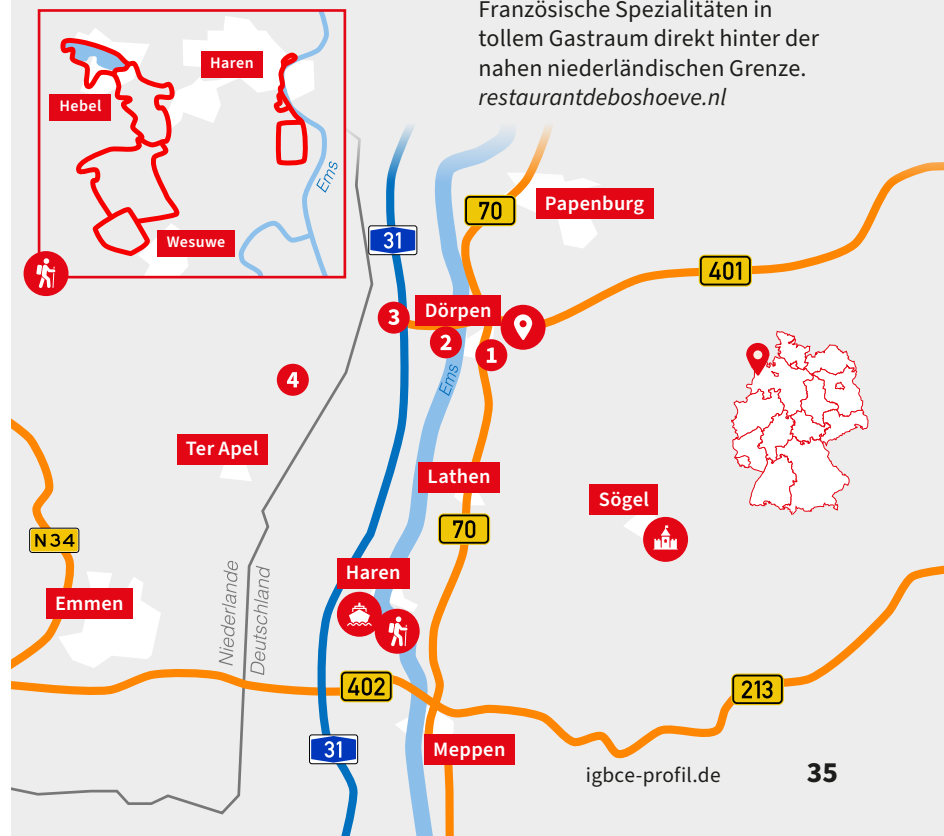 Französische Spezialitäten in
tollem Gastraum direkt hinter der
nahen niederländischen Grenze.
restaurantdeboshoeve.nl
Haren
Hebel
Ems
Wesuwe
70
Papenburg
31
401
Dörpen
3
2
1
Ems
4
Ter Apel
Lathen
Sögel
70
N34
Haren
Emmen
Niederlande
Deutschland
402
213
31
Meppen
igbce-profil.de
35